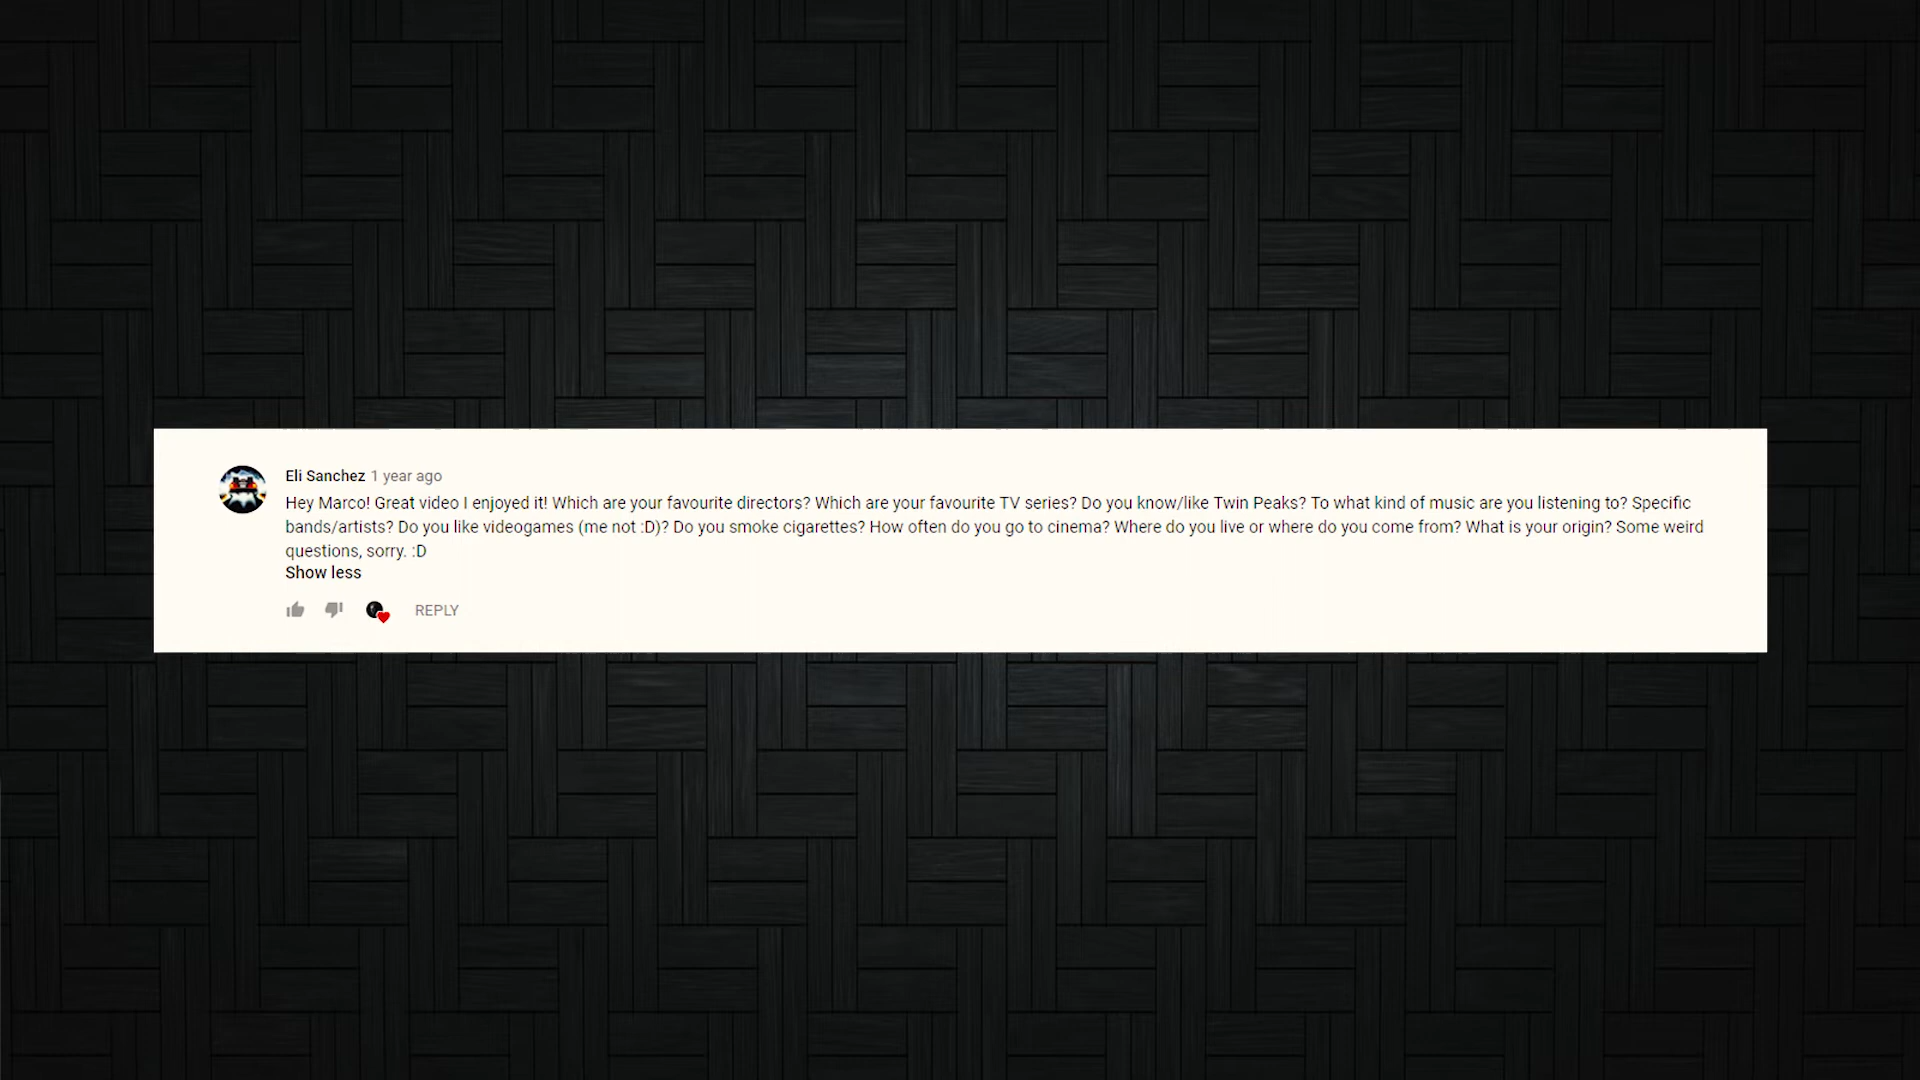 Eli Sanchez 1 year ago
Hey Marco! Great video I enjoyed it! Which are your favourite directors? Which are your favourite TV series? Do you know/like Twin Peaks? To what kind of music are you listening to? Specific
bands/artists? Do you like videogames (me not :D)? Do you smoke cigarettes? How often do you go to cinema? Where do you live or where do you come from? What is your origin? Some weird
questions, sorry. :D
Show less
REPLY